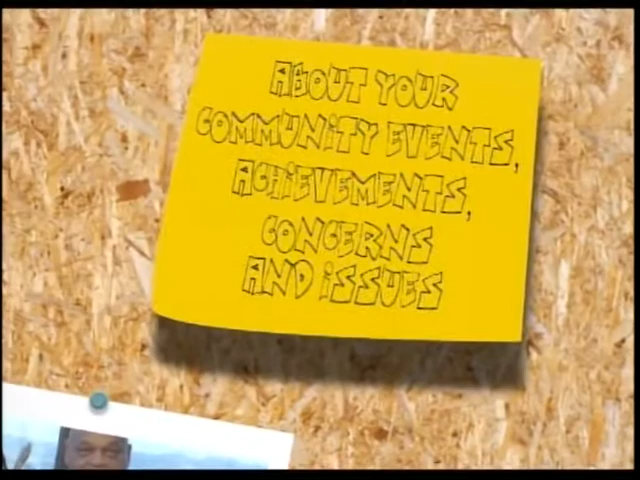 ABOUT YOUR
COMMUNITY EVENTS,
ACHIEVEMENTS,
CONCERNS
AND ISSUES